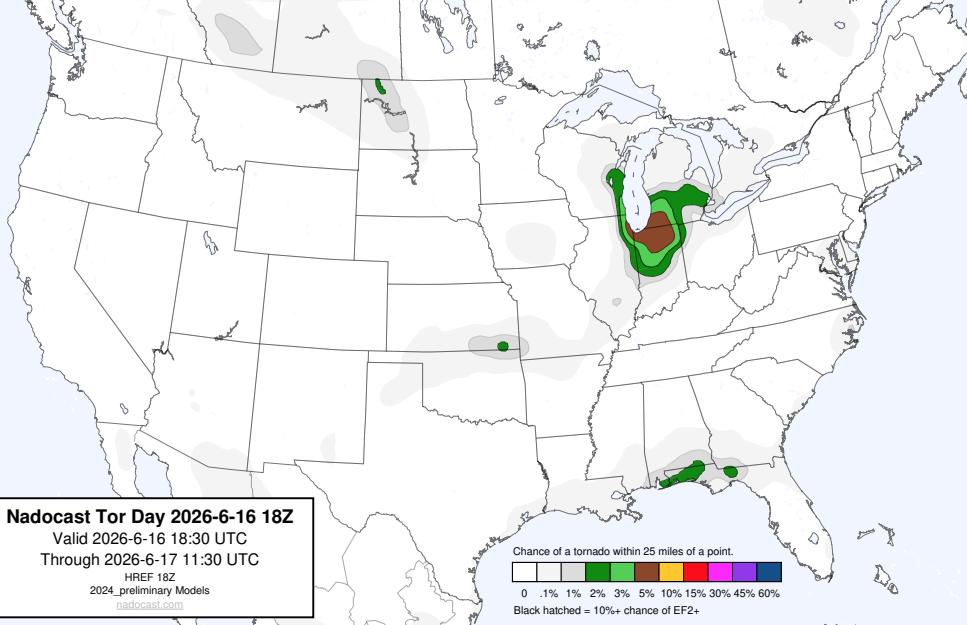 Nadocast Tor Day 2026-6-16 18Z
Valid 2026-6-16 18:30 UTC
Through 2026-6-17 11:30 UTC
HREF 18Z
2024_preliminary Models
nadocast.com
Chance of a tornado within 25 miles of a point.
0 .1% 1% 2% 3% 5% 10% 15% 30% 45% 60%
Black hatched = 10%+ chance of EF2+